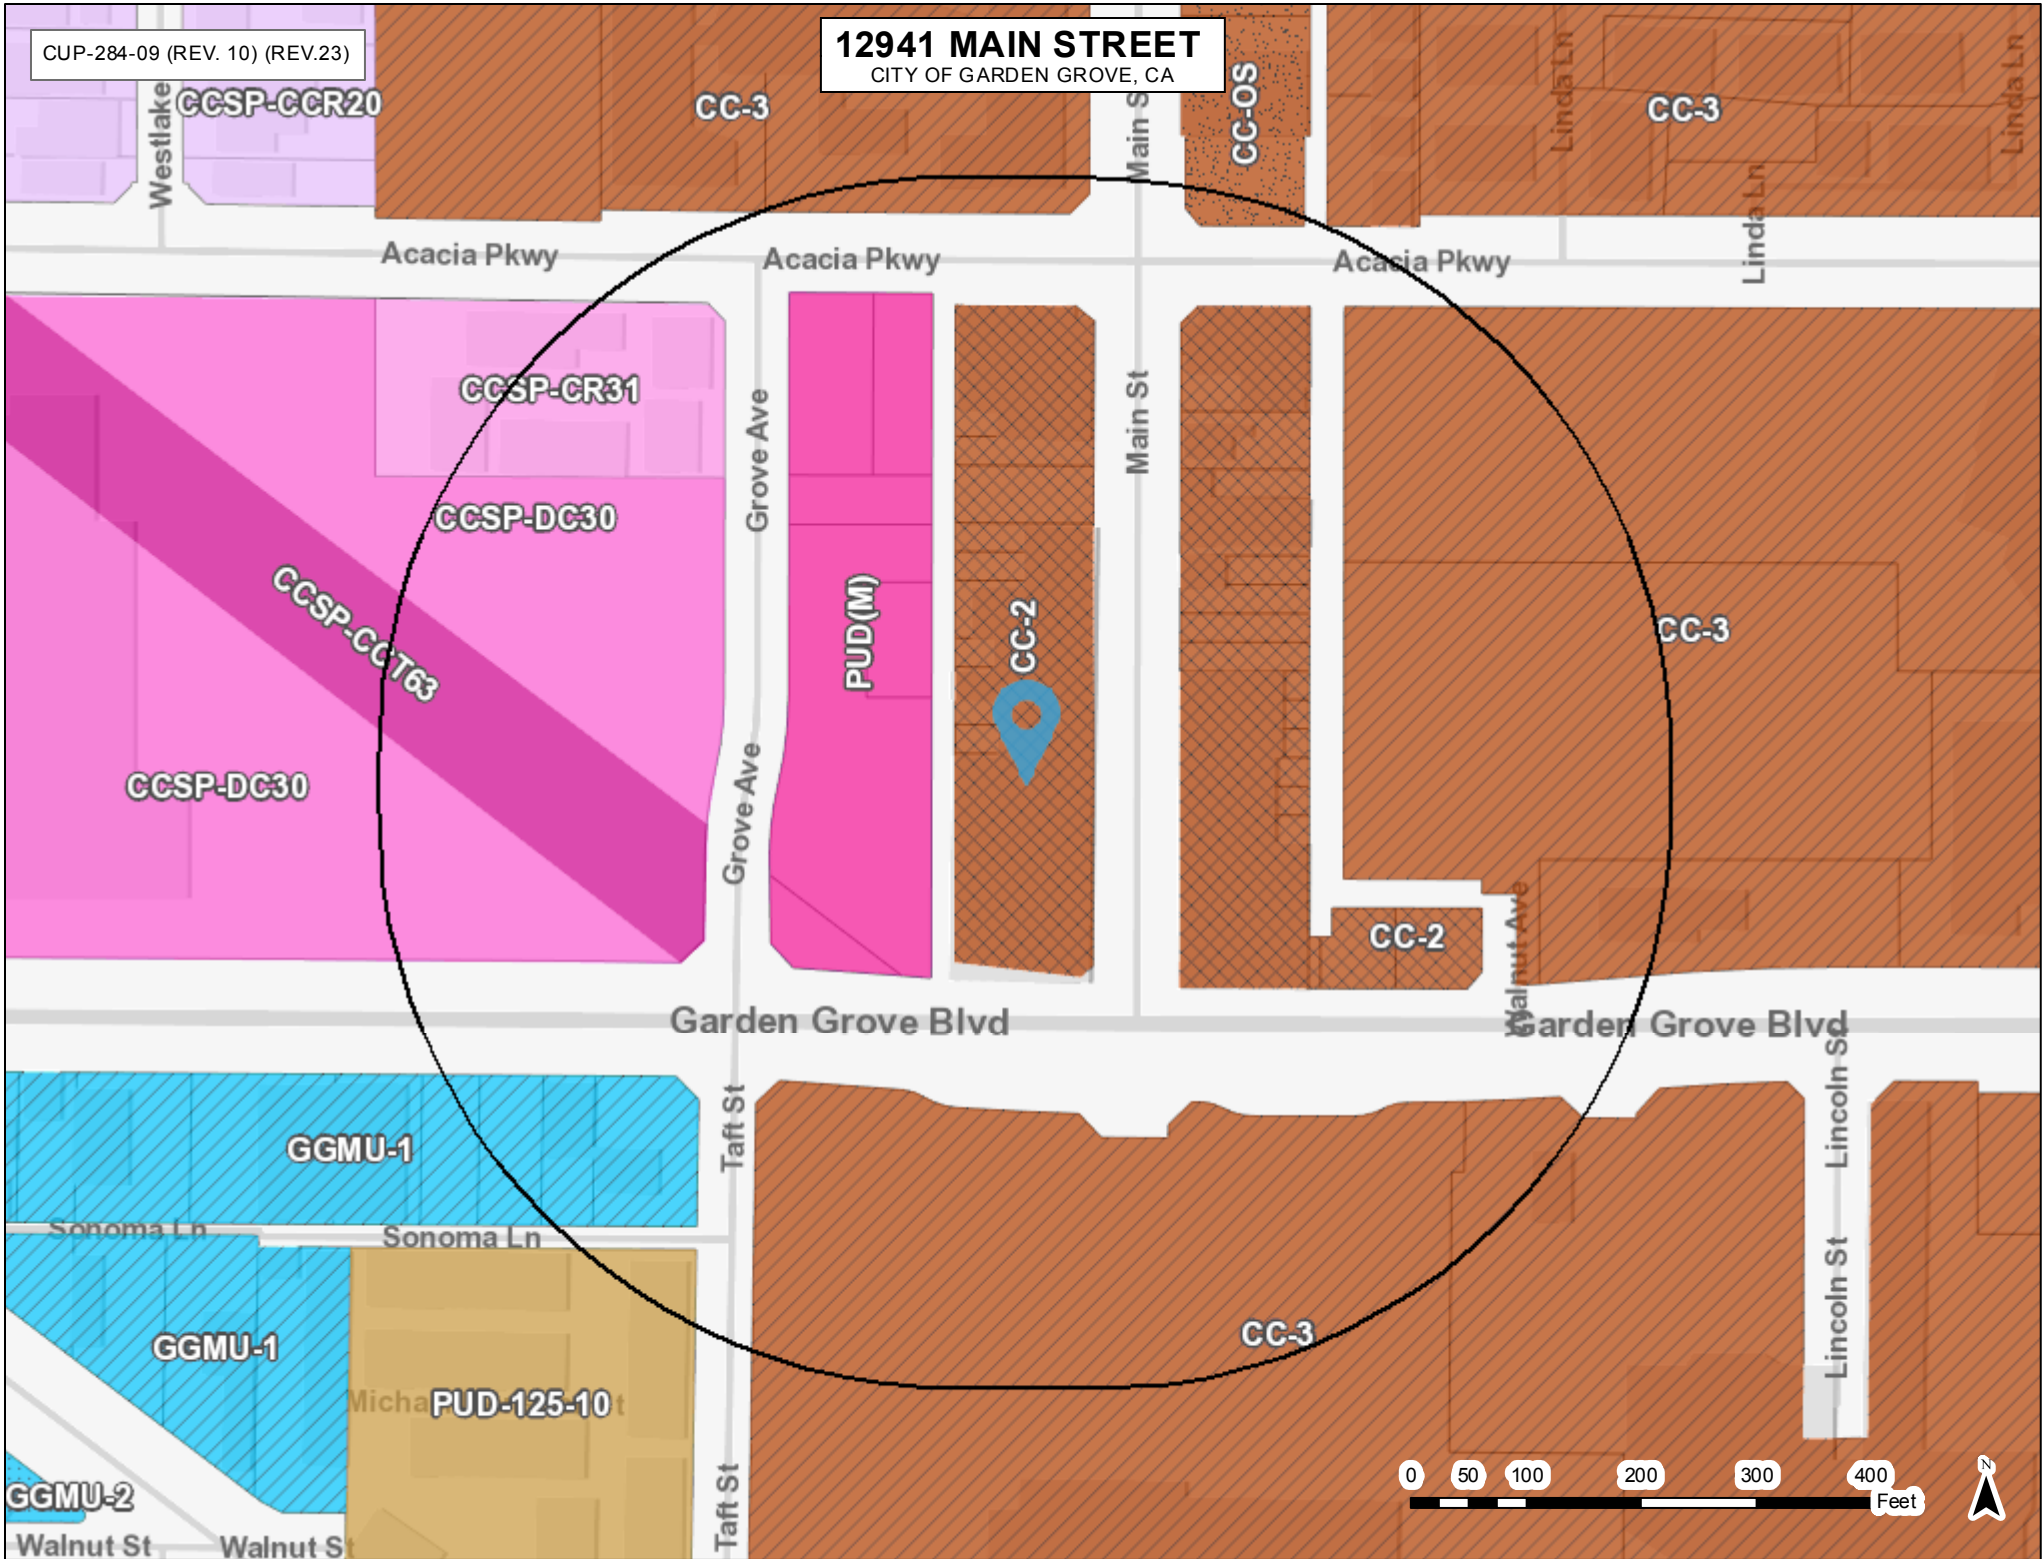 CUP-284-09 (REV. 10) (REV.23)
12941 MAIN STREET
CITY OF GARDEN GROVE, CA
CCSP-CCR20
CC-3
CC-OS
CC-3
Westlake
Main S
Linda Ln
Linda Ln
Linda Ln
Acacia Pkwy
Acacia Pkwy
Acacia Pkwy
CCSP-CR31
Grove Ave
Main St
CCSP-DC30
CCSP-CCT63
PUD(M)
CC-2
CC-3
CCSP-DC30
Grove Ave
CC-2
Walnut Ave
Garden Grove Blvd
Garden Grove Blvd
GGMU-1
Taft St
Lincoln St
Sonoma Ln
Sonoma Ln
GGMU-1
CC-3
Lincoln St
PUD-125-10
GGMU-2
Taft St
Walnut St
Walnut St
0 50 100 200 300 400
Feet
N